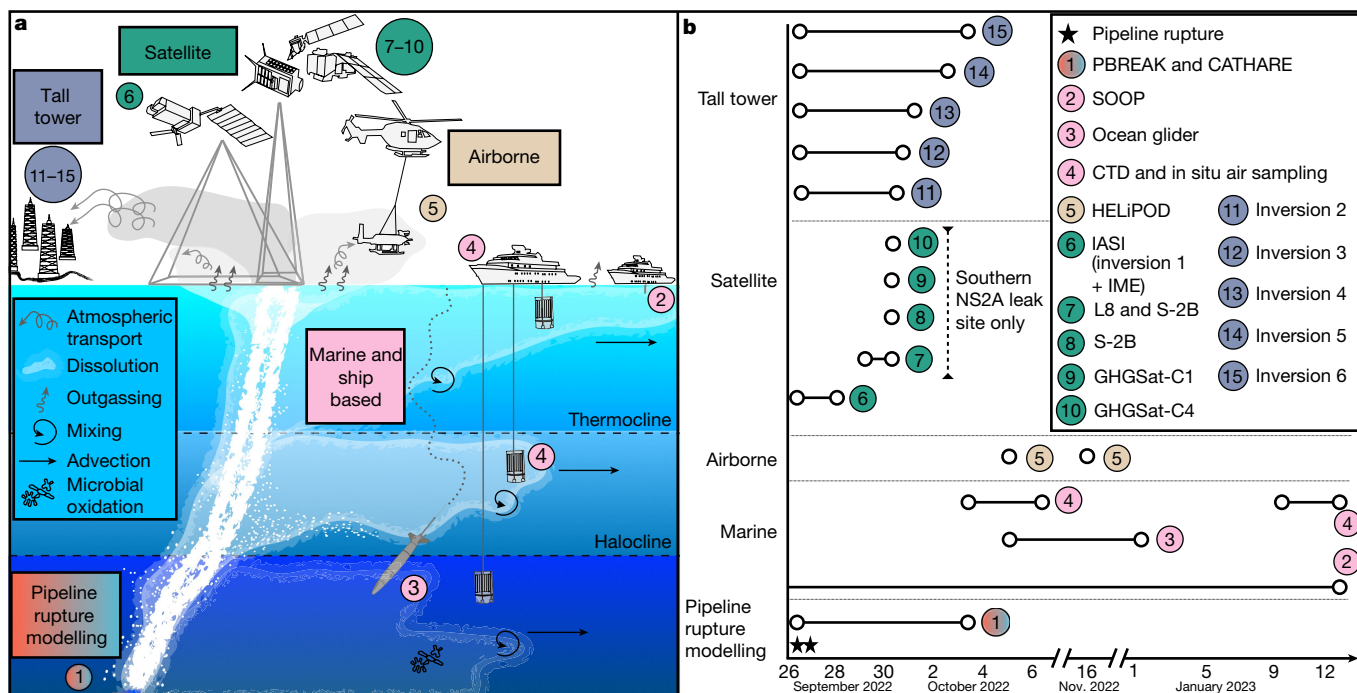 a
Satellite
7–10
6
Tall
tower
11–15
Airborne
5
4
2
Atmospheric
transport
Dissolution
Outgassing
Mixing
Advection
Microbial
oxidation
Marine and
ship
based
Thermocline
4
Halocline
3
Pipeline
rupture
modelling
1
b
Tall tower
15
14
13
12
11
Satellite
10
9
8
7
6
Southern
NS2A leak
site only
Airborne
5
5
Marine
4
4
3
2
Pipeline
rupture
modelling
1
26 28 30 2 4 6 16 1 5 9 12
September 2022 October 2022 Nov. 2022 January 2023
Pipeline rupture
1 PBREAK and CATHARE
2 SOOP
3 Ocean glider
4 CTD and in situ air sampling
5 HELiPOD
6 IASI
(inversion 1
+ IME)
7 L8 and S-2B
8 S-2B
9 GHGSat-C1
10 GHGSat-C4
11 Inversion 2
12 Inversion 3
13 Inversion 4
14 Inversion 5
15 Inversion 6